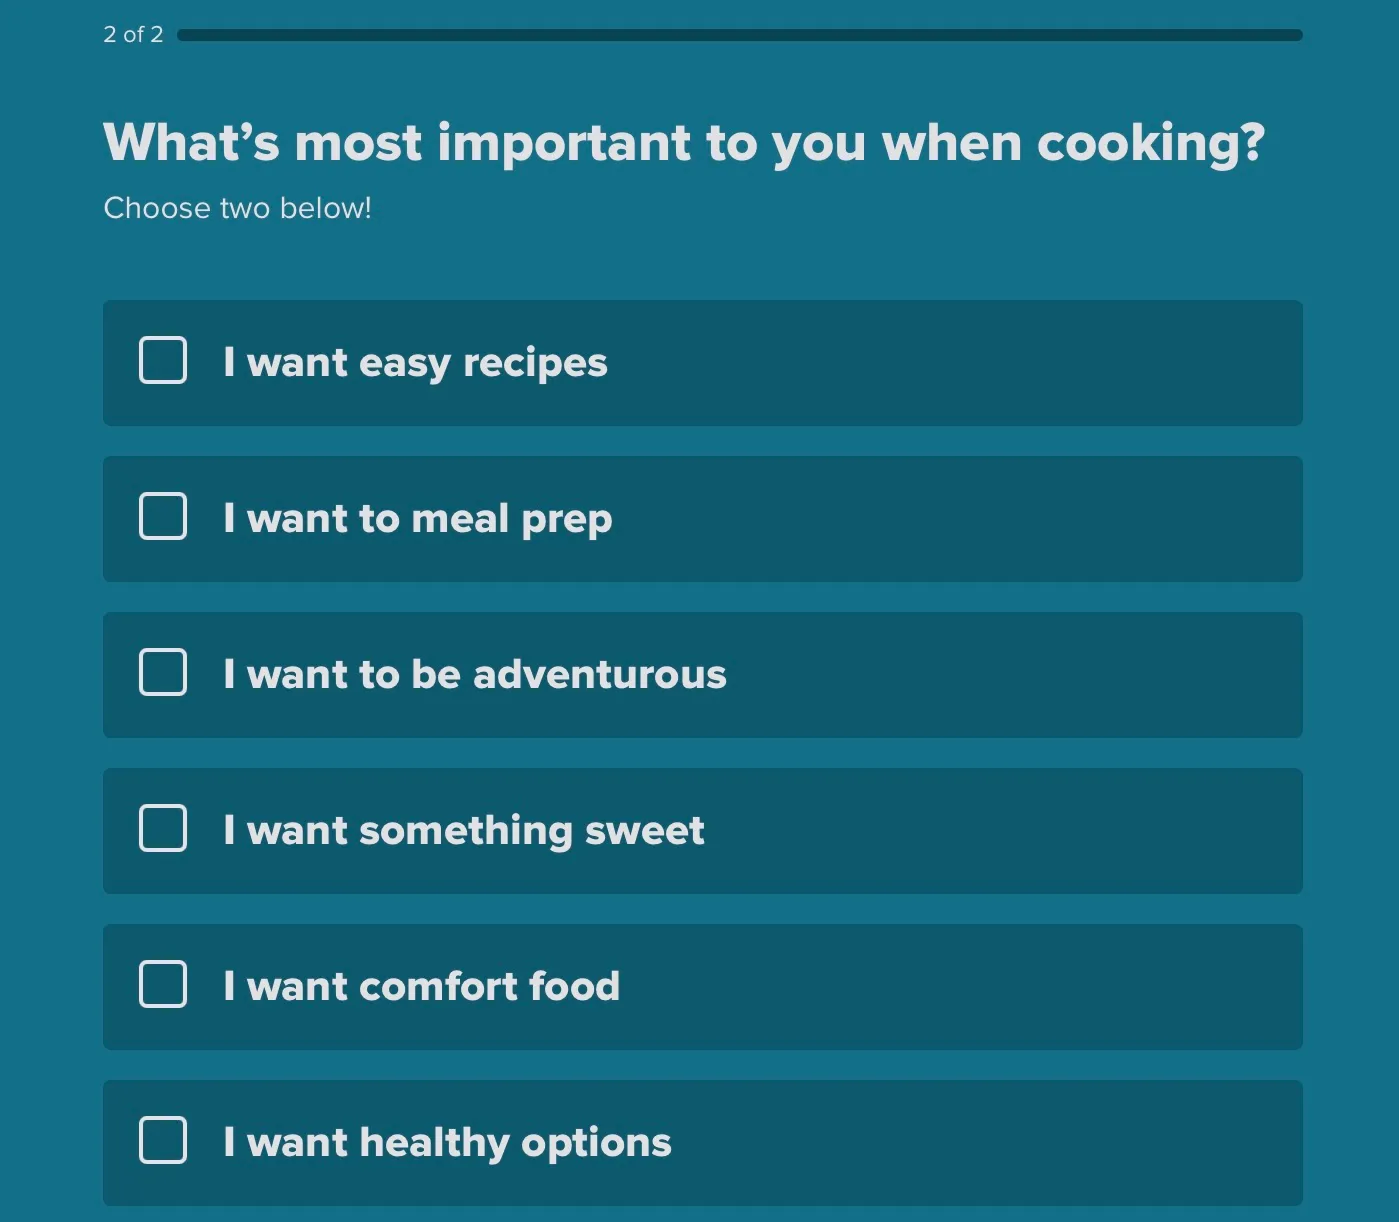 2 of 2
What’s most important to you when cooking?
Choose two below!
I want easy recipes
I want to meal prep
I want to be adventurous
I want something sweet
I want comfort food
I want healthy options